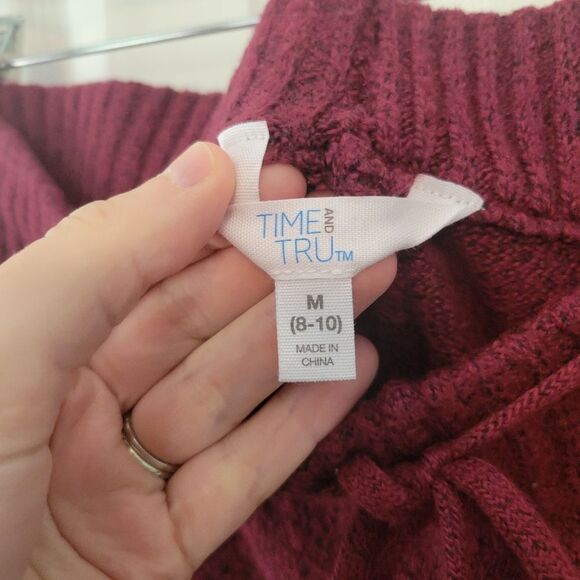 TIME AND
TRU™
M
(8-10)
MADE IN
CHINA